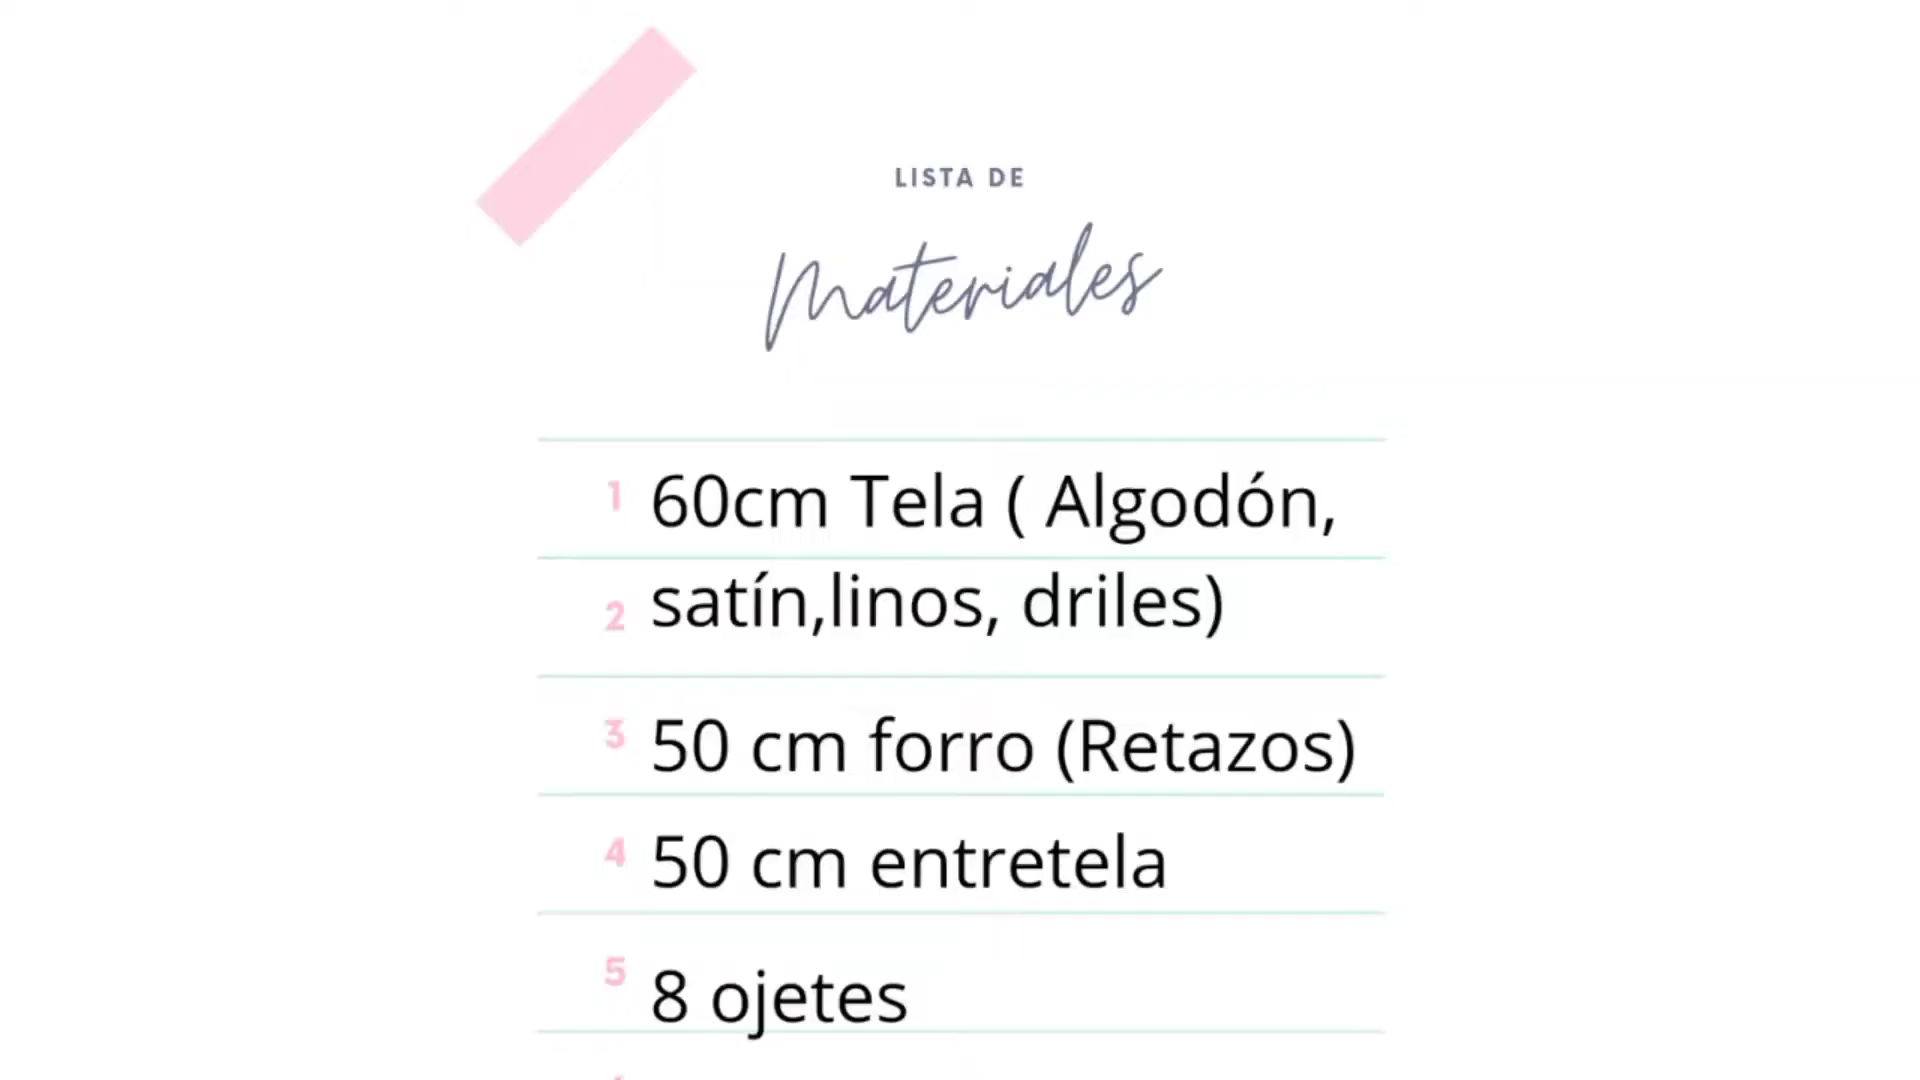 LISTA DE
Materiales
1 60cm Tela ( Algodón,
2 satín,linos, driles)
3 50 cm forro (Retazos)
4 50 cm entretela
5 8 ojetes